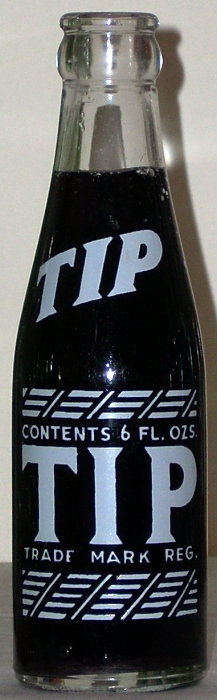 TIP
CONTENTS 6 FL. OZS.
TIP
TRADE MARK REG.